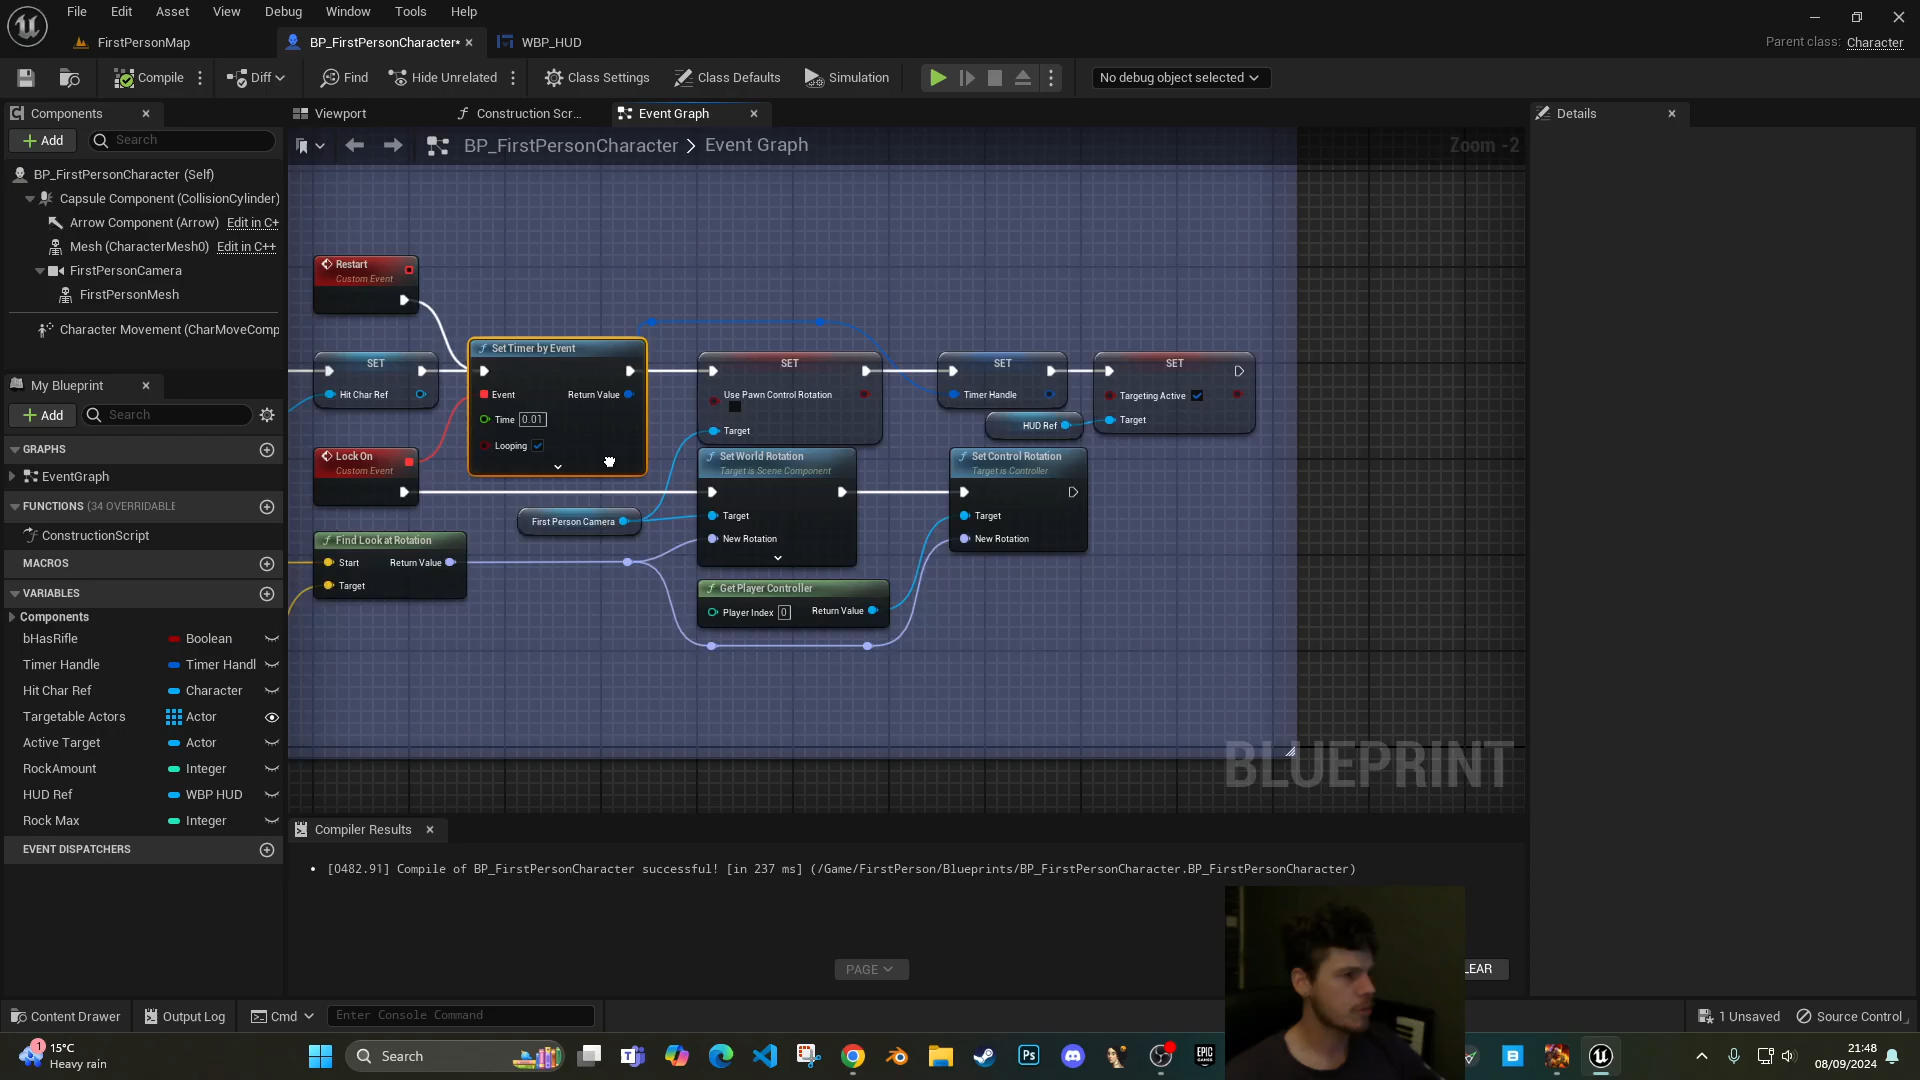 File Edit Asset View Debug Window Tools Help
FirstPersonMap BP_FirstPersonCharacter* WBP_HUD
Parent class: Character
Compile Diff Find Hide Unrelated Class Settings Class Defaults Simulation No debug object selected
Components Viewport Construction Scr... Event Graph Details
Add Search
BP_FirstPersonCharacter > Event Graph Zoom -2
BP_FirstPersonCharacter (Self)
Capsule Component (CollisionCylinder)
Arrow Component (Arrow) Edit in C+
Mesh (CharacterMesh0) Edit in C++
FirstPersonCamera
FirstPersonMesh
Character Movement (CharMoveComp
My Blueprint
Add Search
GRAPHS
EventGraph
FUNCTIONS (34 OVERRIDABLE
ConstructionScript
MACROS
VARIABLES
Components
bHasRifle Boolean
Timer Handle Timer Handl
Hit Char Ref Character
Targetable Actors Actor
Active Target Actor
RockAmount Integer
HUD Ref WBP HUD
Rock Max Integer
EVENT DISPATCHERS
Restart
Custom Event
SET
Hit Char Ref
Set Timer by Event
Event Return Value
Time 0.01
Looping
SET
Use Pawn Control Rotation
Target
SET
Timer Handle
SET
Targeting Active
Target
HUD Ref
Lock On
Custom Event
First Person Camera
Set World Rotation
Target is Scene Component
Target
New Rotation
Set Control Rotation
Target is Controller
Target
New Rotation
Find Look at Rotation
Start Return Value
Target
Get Player Controller
Player Index 0 Return Value
BLUEPRINT
Compiler Results
• [0482.91] Compile of BP_FirstPersonCharacter successful! [in 237 ms] (/Game/FirstPerson/Blueprints/BP_FirstPersonCharacter.BP_FirstPersonCharacter)
PAGE LEAR
Content Drawer Output Log Cmd Enter Console Command 1 Unsaved Source Control
1 15°C
Heavy rain
Search
Ps
EPIC
B
21:48
08/09/2024